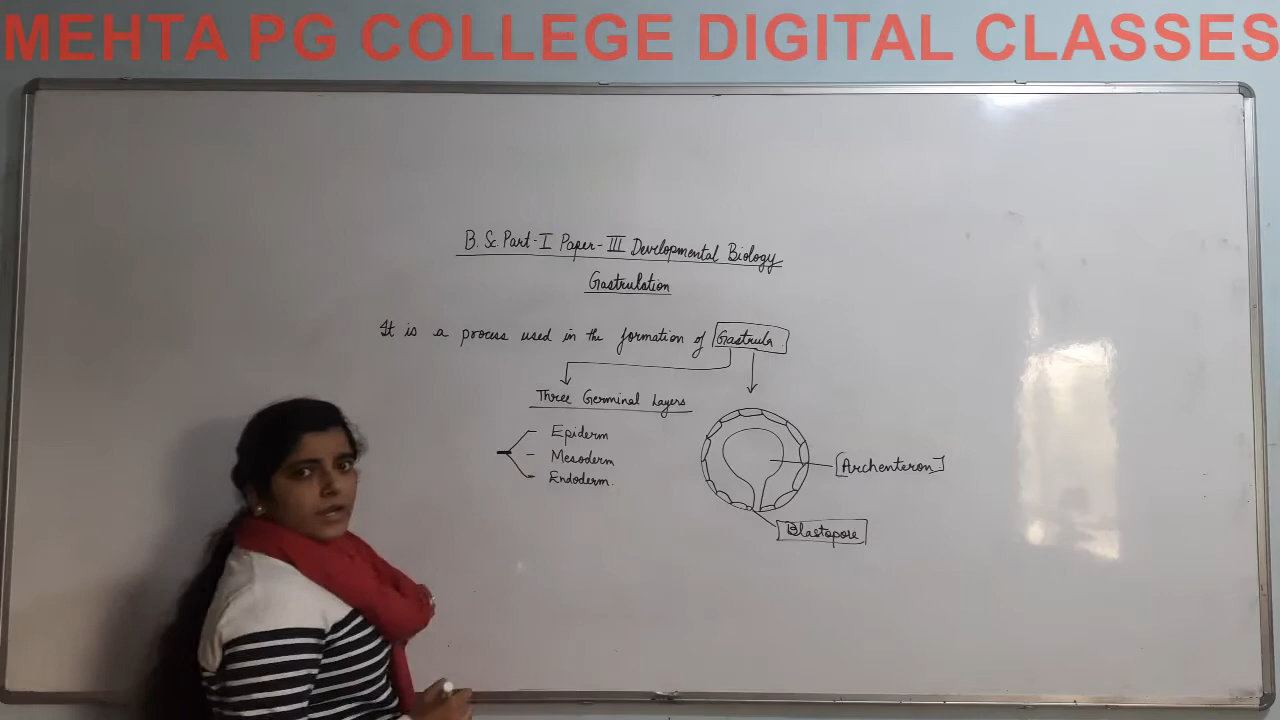 MEHTA PG COLLEGE DIGITAL CLASSES
B. Sc. Part-I Paper-III Developmental Biology
Gastrulation
It is a process used in the formation of Gastrula
Three Germinal Layers
Epiderm
Mesoderm
Endoderm.
[Archenteron]
Blastopore